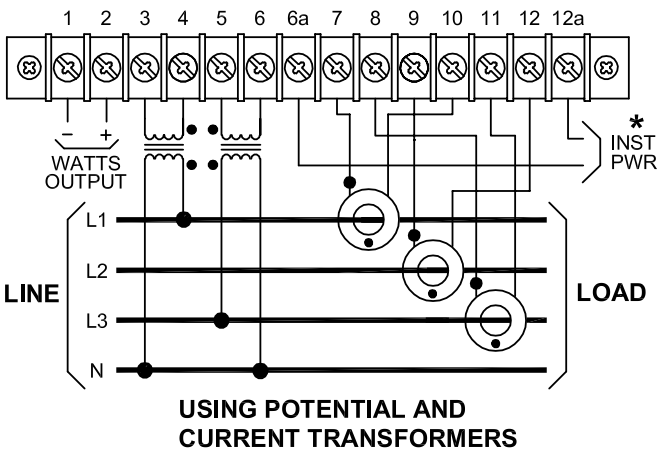 1 2 3 4 5 6 6a 7 8 9 10 11 12 12a
− +
WATTS
OUTPUT
*
INST
PWR
L1
L2
LINE
LOAD
L3
N
USING POTENTIAL AND
CURRENT TRANSFORMERS